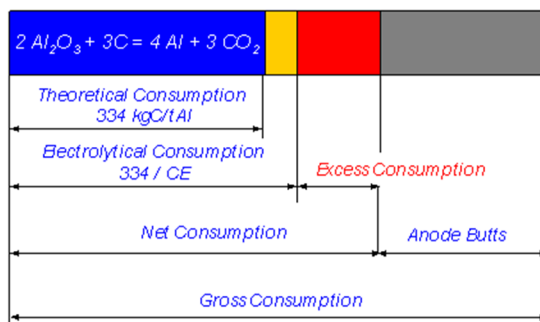 2 Al₂O₃ + 3C = 4 Al + 3 CO₂
Theoretical Consumption
334 kgC/tAl
Electrolytical Consumption
334 / CE
Excess Consumption
Net Consumption
Anode Butts
Gross Consumption